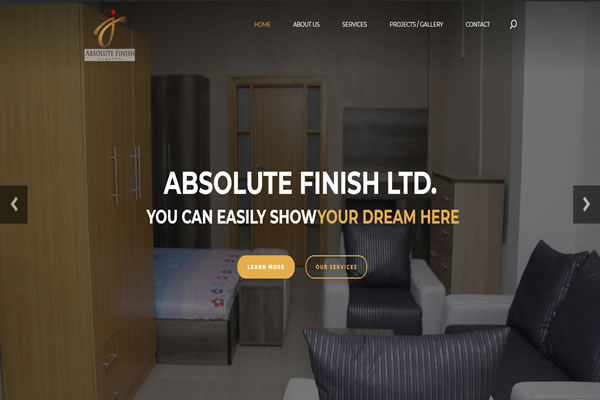 HOME ABOUT US SERVICES PROJECTS / GALLERY CONTACT
ABSOLUTE FINISH
LIMITED
ABSOLUTE FINISH LTD.
YOU CAN EASILY SHOWYOUR DREAM HERE
LEARN MORE OUR SERVICES